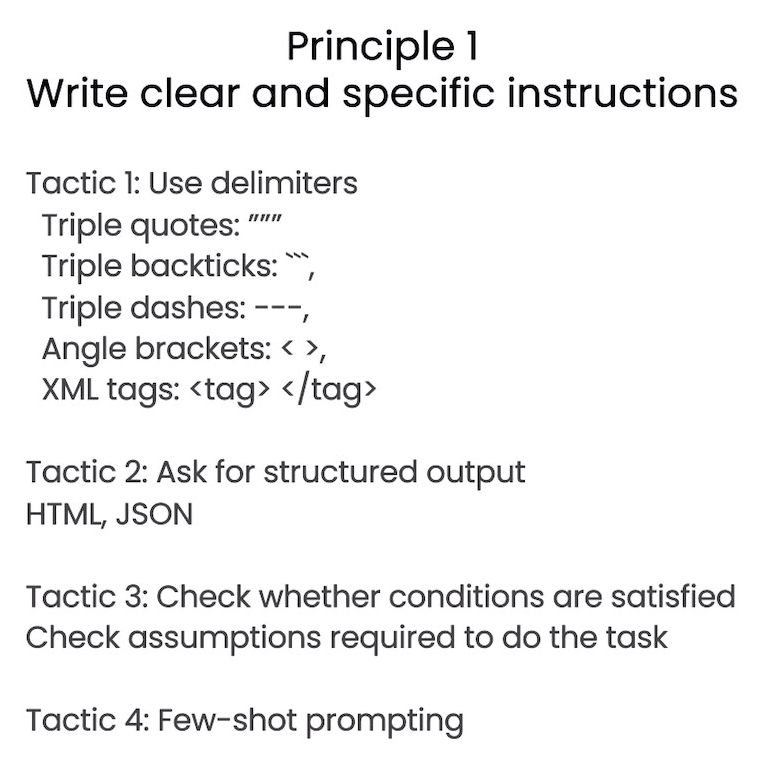 Principle 1
Write clear and specific instructions
Tactic 1: Use delimiters
Triple quotes: """
Triple backticks: ```,
Triple dashes: ---,
Angle brackets: < >,
XML tags: <tag> </tag>
Tactic 2: Ask for structured output
HTML, JSON
Tactic 3: Check whether conditions are satisfied
Check assumptions required to do the task
Tactic 4: Few-shot prompting